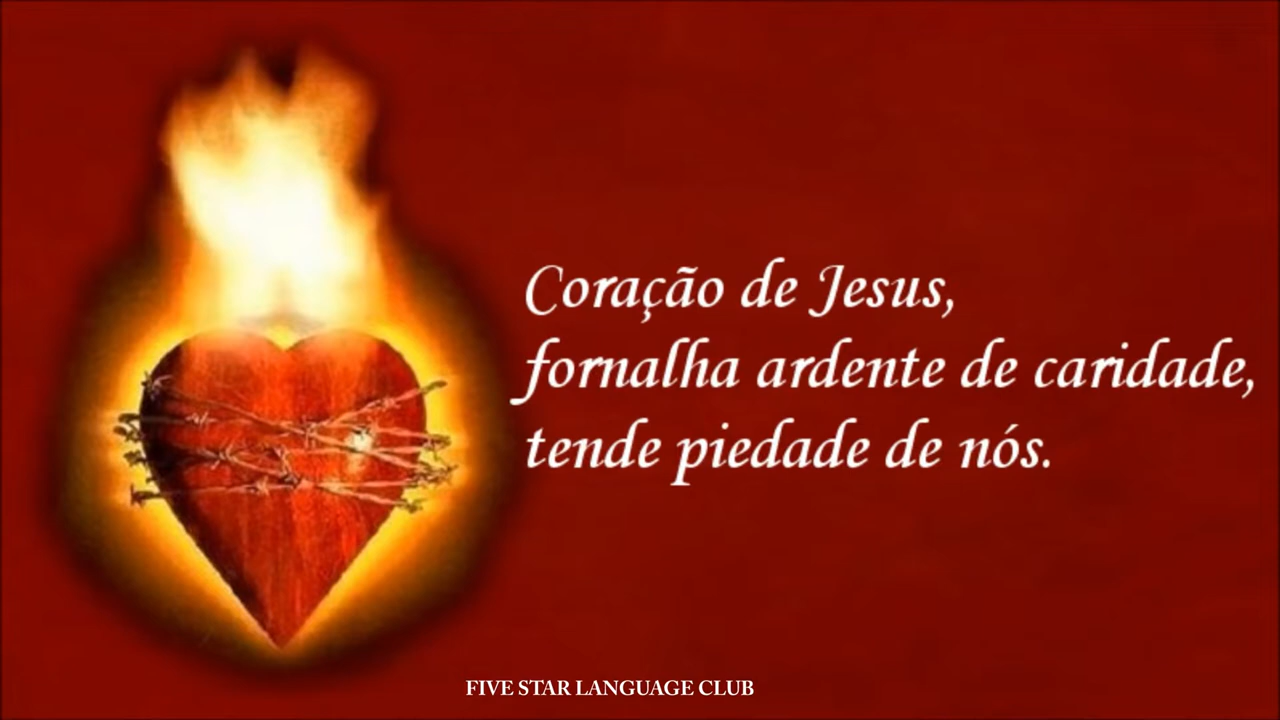 Coração de Jesus,
fornalha ardente de caridade,
tende piedade de nós.
FIVE STAR LANGUAGE CLUB